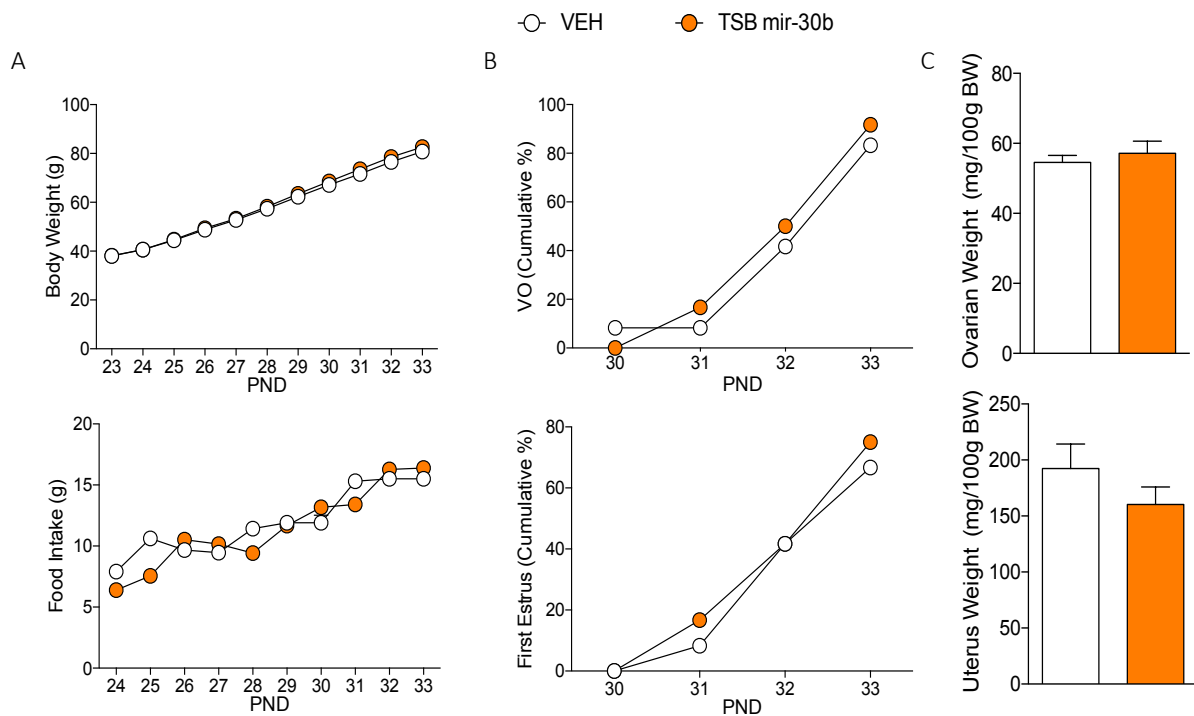 VEH
TSB mir-30b
A
B
C
Body Weight (g)
100
80
60
40
20
0
23 24 25 26 27 28 29 30 31 32 33
PND
VO (Cumulative %)
100
80
60
40
20
0
30 31 32 33
PND
Ovarian Weight (mg/100g BW)
80
60
40
20
0
Food Intake (g)
20
15
10
5
0
24 25 26 27 28 29 30 31 32 33
PND
First Estrus (Cumulative %)
80
60
40
20
0
30 31 32 33
PND
Uterus Weight (mg/100g BW)
250
200
150
100
50
0